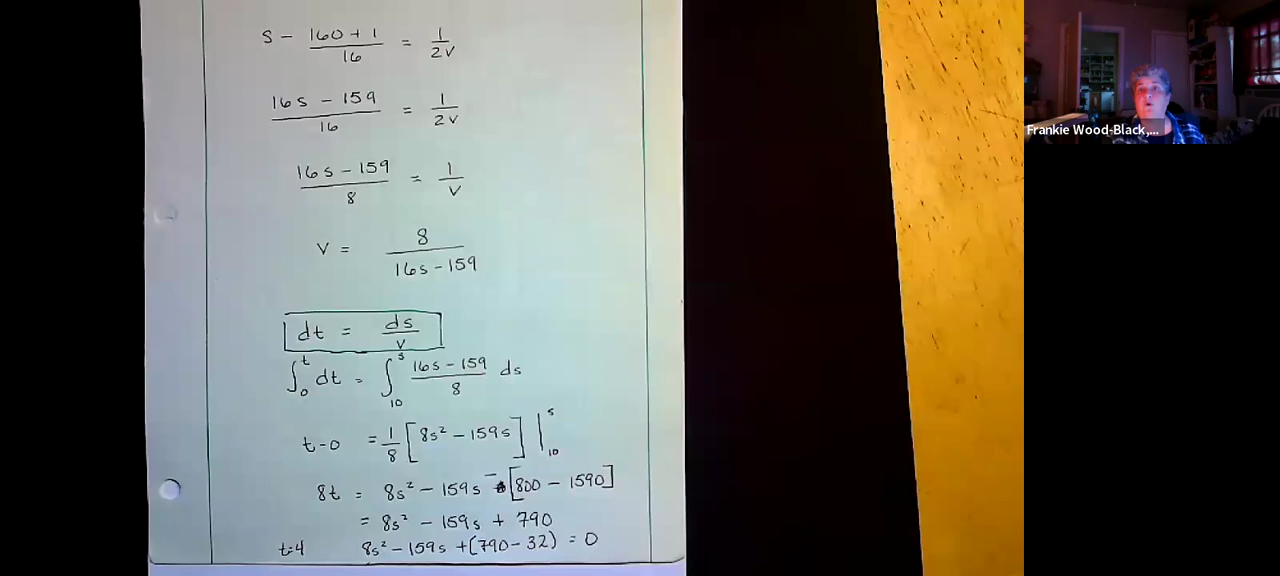 s - (160 + 1)/16 = 1/(2v)
(16s - 159)/16 = 1/(2v)
(16s - 159)/8 = 1/v
v = 8/(16s - 159)
dt = ds/v
∫₀ᵗ dt = ∫₁₀ˢ (16s - 159)/8 ds
t - 0 = 1/8 [8s² - 159s] |₁₀ˢ
8t = 8s² - 159s - [800 - 1590]
= 8s² - 159s + 790
t=4 8s² - 159s + (790 - 32) = 0
Frankie Wood-Black,...